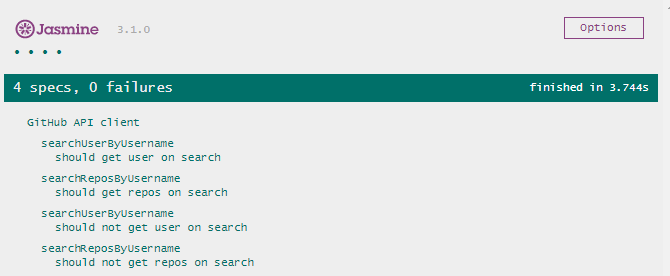 Jasmine 3.1.0 Options
• • • •
4 specs, 0 failures finished in 3.744s
GitHub API client
searchUserByUsername
should get user on search
searchReposByUsername
should get repos on search
searchUserByUsername
should not get user on search
searchReposByUsername
should not get repos on search